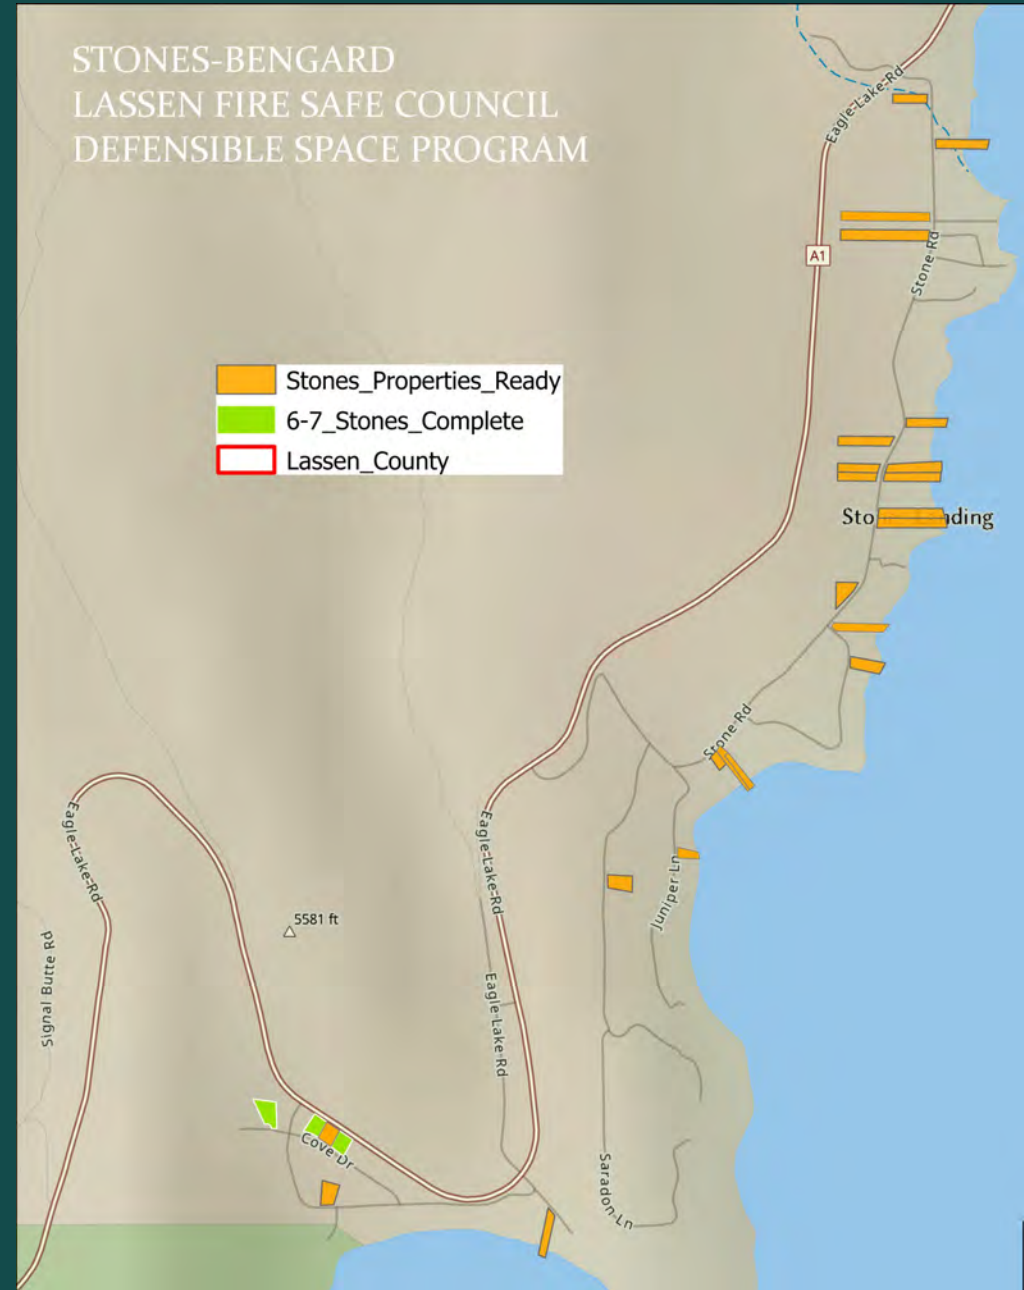 STONES-BENGARD
LASSEN FIRE SAFE COUNCIL
DEFENSIBLE SPACE PROGRAM
Eagle-Lake-Rd
A1
Stone-Rd
Stones_Properties_Ready
6-7_Stones_Complete
Lassen_County
Stone-Rd
Eagle-Lake-Rd
Eagle-Lake-Rd
Juniper-Ln
5581 ft
Signal Butte Rd
Eagle-Lake-Rd
Cove-Dr
Saradon-Ln